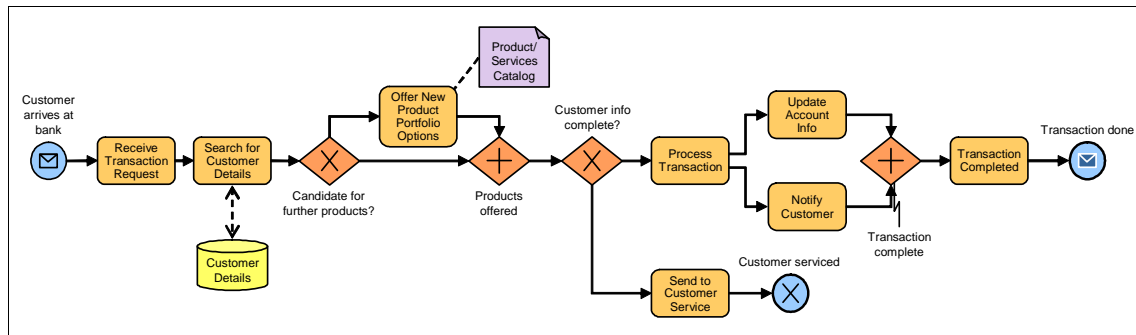 Customer
arrives at
bank
Receive
Transaction
Request
Search for
Customer
Details
Customer
Details
Candidate for
further products?
Offer New
Product
Portfolio
Options
Product/
Services
Catalog
Products
offered
Customer info
complete?
Process
Transaction
Update
Account
Info
Notify
Customer
Transaction
complete
Transaction
Completed
Transaction done
Send to
Customer
Service
Customer serviced